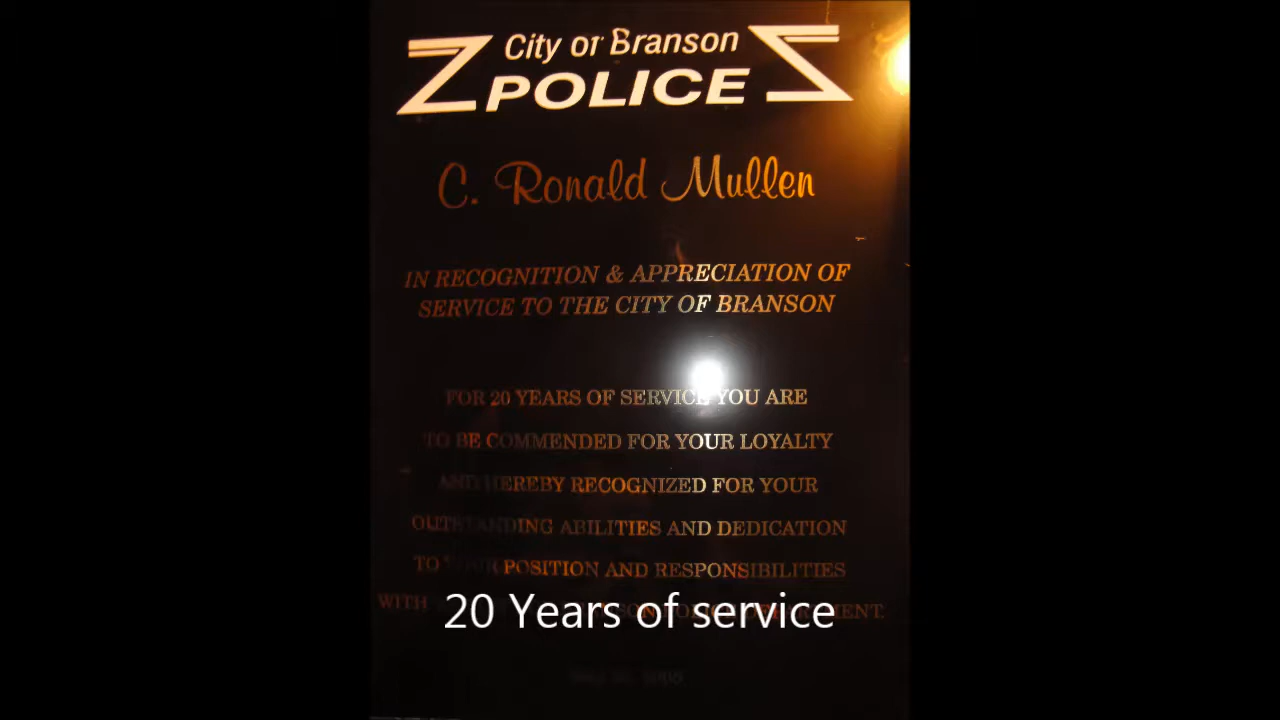 City of Branson
POLICE
C. Ronald Mullen
IN RECOGNITION & APPRECIATION OF
SERVICE TO THE CITY OF BRANSON
FOR 20 YEARS OF SERVICE YOU ARE
TO BE COMMENDED FOR YOUR LOYALTY
AND HEREBY RECOGNIZED FOR YOUR
OUTSTANDING ABILITIES AND DEDICATION
TO YOUR POSITION AND RESPONSIBILITIES
WITH
20 Years of service